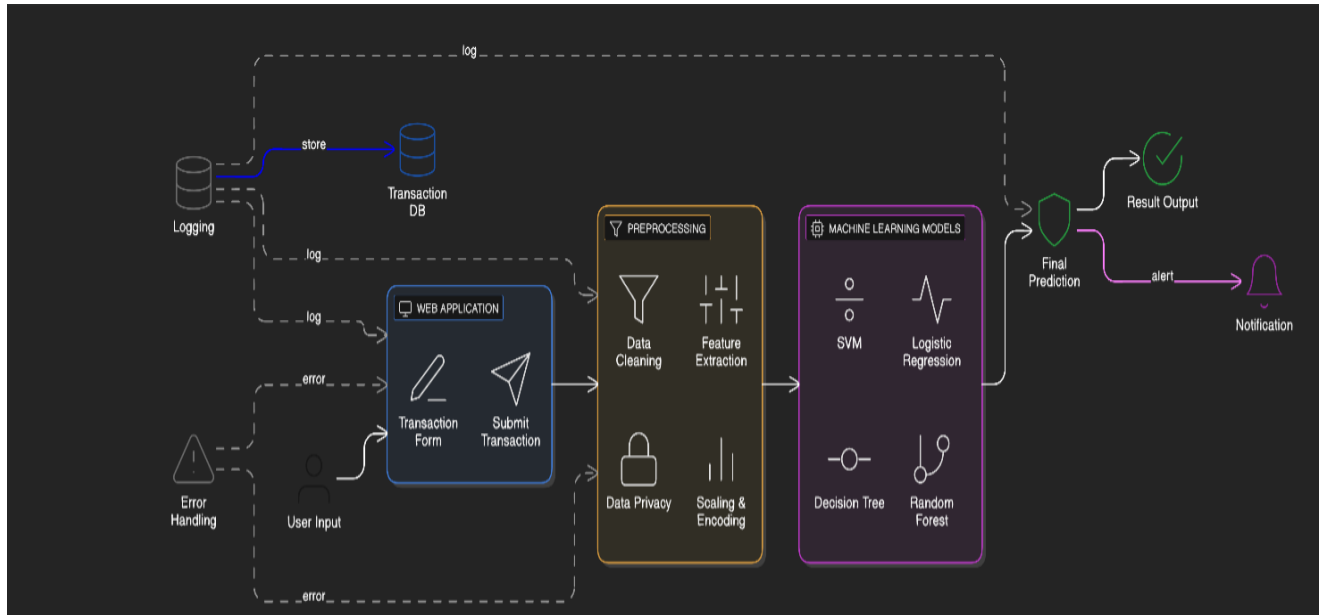 log
store
Transaction
DB
Logging
Result Output
PREPROCESSING
MACHINE LEARNING MODELS
Final
Prediction
alert
Notification
log
log
WEB APPLICATION
Data
Cleaning
Feature
Extraction
SVM
Logistic
Regression
error
Transaction
Form
Submit
Transaction
Error
Handling
User Input
Data Privacy
Scaling &
Encoding
Decision Tree
Random
Forest
error